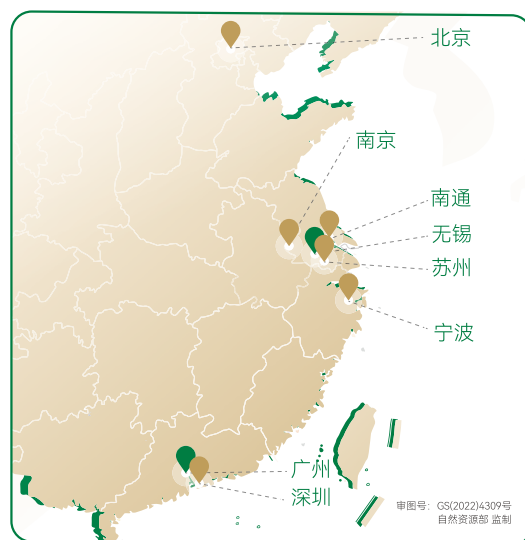 北京
南京
南通
无锡
苏州
宁波
广州
深圳
审图号：GS(2022)4309号
自然资源部 监制